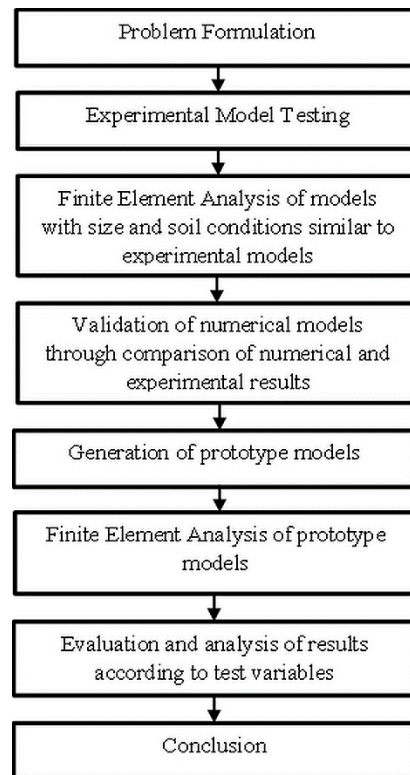 Problem Formulation
Experimental Model Testing
Finite Element Analysis of models
with size and soil conditions similar to
experimental models
Validation of numerical models
through comparison of numerical and
experimental results
Generation of prototype models
Finite Element Analysis of prototype
models
Evaluation and analysis of results
according to test variables
Conclusion